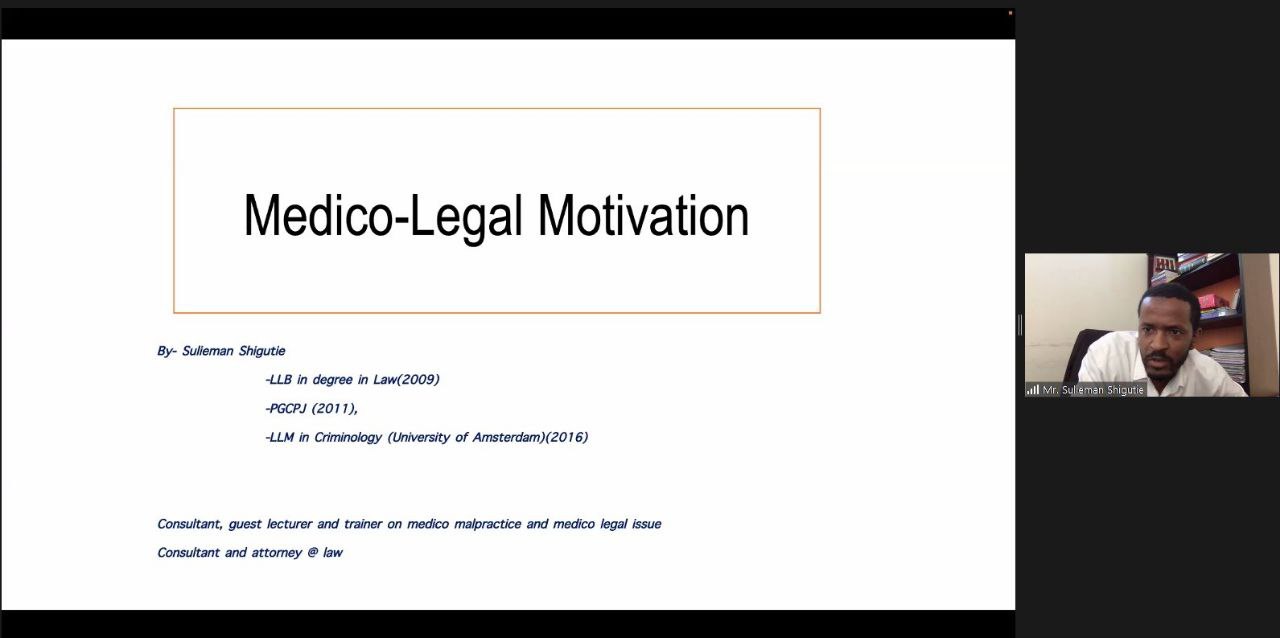 Medico-Legal Motivation
By- Sulieman Shigutie
-LLB in degree in Law(2009)
-PGCPJ (2011),
-LLM in Criminology (University of Amsterdam)(2016)
Consultant, guest lecturer and trainer on medico malpractice and medico legal issue
Consultant and attorney @ law
Mr. Sulieman Shigutie